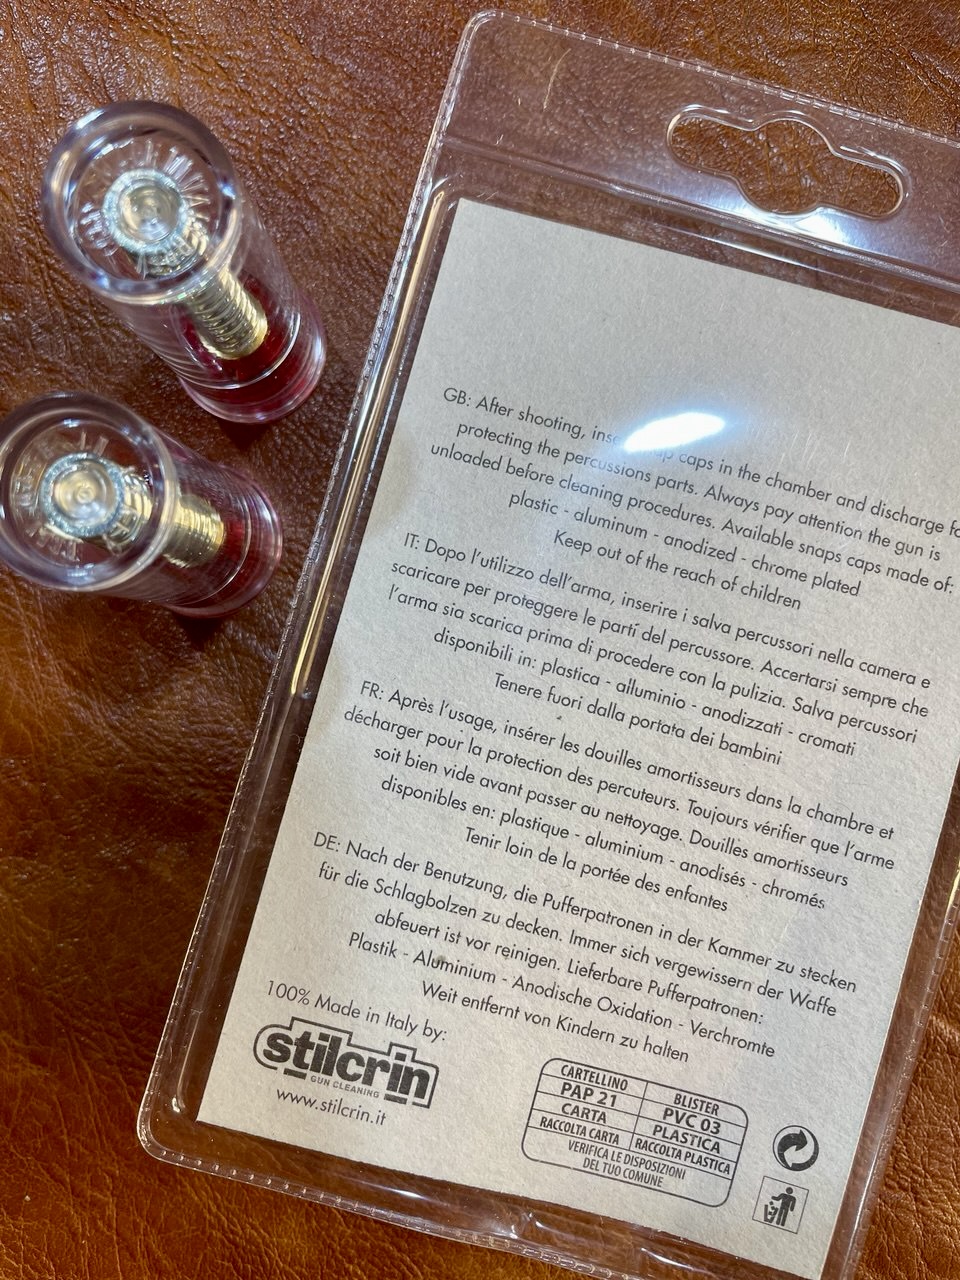 GB: After shooting, caps in the chamber and discharge
protecting the percussions parts. Always pay attention the gun is
unloaded before cleaning procedures. Available snaps caps made of:
plastic - aluminum - anodized - chrome plated
Keep out of the reach of children
IT: Dopo l'utilizzo dell'arma, inserire i salva percussori nella camera e
scaricare per proteggere le parti del percussore. Accertarsi sempre che
l'arma sia scarica prima di procedere con la pulizia. Salva percussori
disponibili in: plastica - alluminio - anodizzati - cromati
Tenere fuori dalla portata dei bambini
FR: Après l'usage, insérer les douilles amortisseurs dans la chambre et
décharger pour la protection des percuteurs. Toujours vérifier que l'arme
soit bien vide avant passer au nettoyage. Douilles amortisseurs
disponibles en: plastique - aluminium - anodisés - chromés
Tenir loin de la portée des enfantes
DE: Nach der Benutzung, die Pufferpatronen in der Kammer zu stecken
für die Schlagbolzen zu decken. Immer sich vergewissern der Waffe
abfeuert ist vor reinigen. Lieferbare Pufferpatronen:
Plastik - Aluminium - Anodische Oxidation - Verchromte
Weit entfernt von Kindern zu halten
100% Made in Italy by:
stilcrin
GUN CLEANING
www.stilcrin.it
CARTELLINO BLISTER
PAP 21 PVC 03
CARTA PLASTICA
RACCOLTA CARTA RACCOLTA PLASTICA
VERIFICA LE DISPOSIZIONI
DEL TUO COMUNE